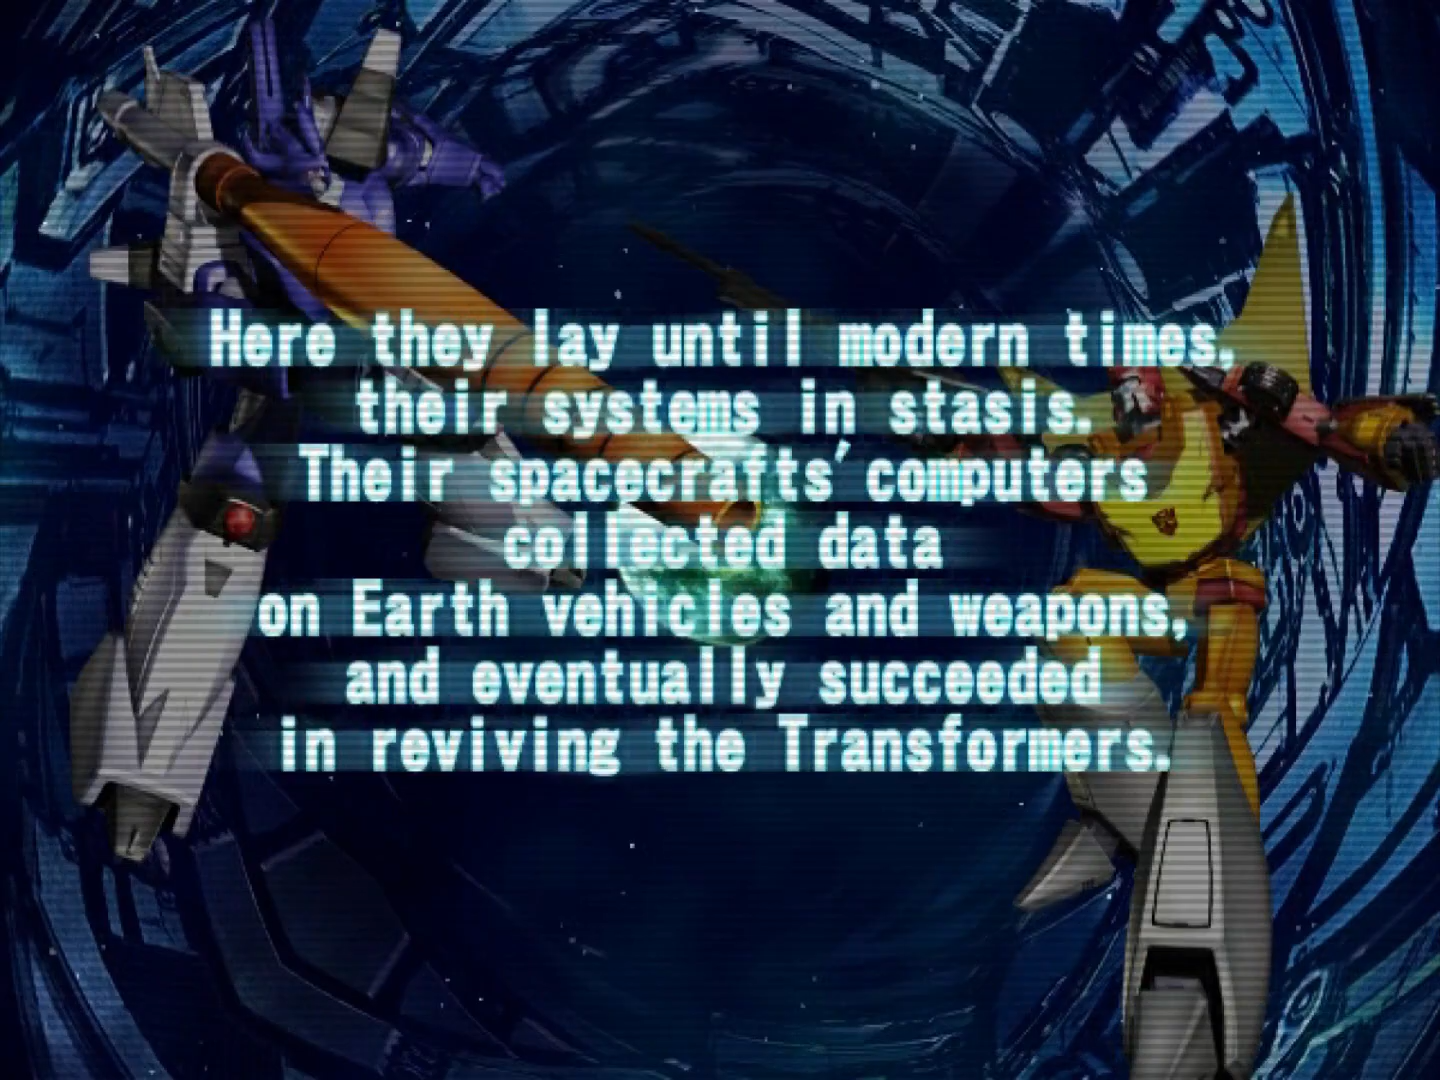 Here they lay until modern times,
their systems in stasis.
Their spacecrafts' computers
collected data
on Earth vehicles and weapons,
and eventually succeeded
in reviving the Transformers.